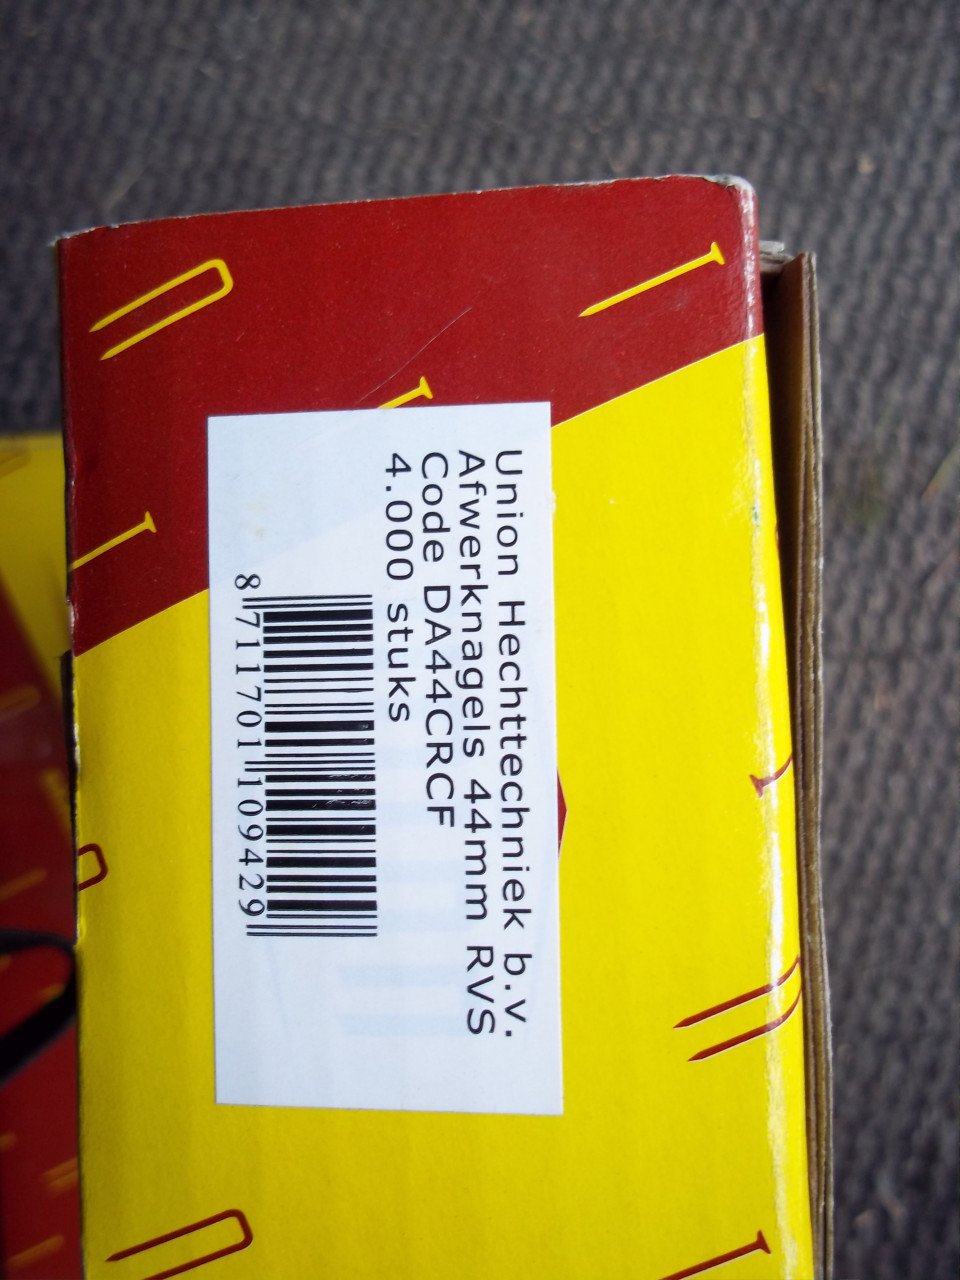 Union Hechttechniek b.v.
Afwerknagels 44mm RVS
Code DA44CRCF
4.000 stuks
8 711701 109429